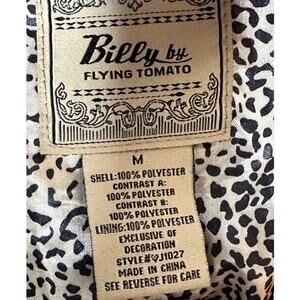 Billy by
FLYING TOMATO
M
SHELL:100% POLYESTER
CONTRAST A:
100% POLYESTER
CONTRAST B:
100% POLYESTER
LINING:100% POLYESTER
EXCLUSIVE OF
DECORATION
STYLE#YJ1027
MADE IN CHINA
SEE REVERSE FOR CARE